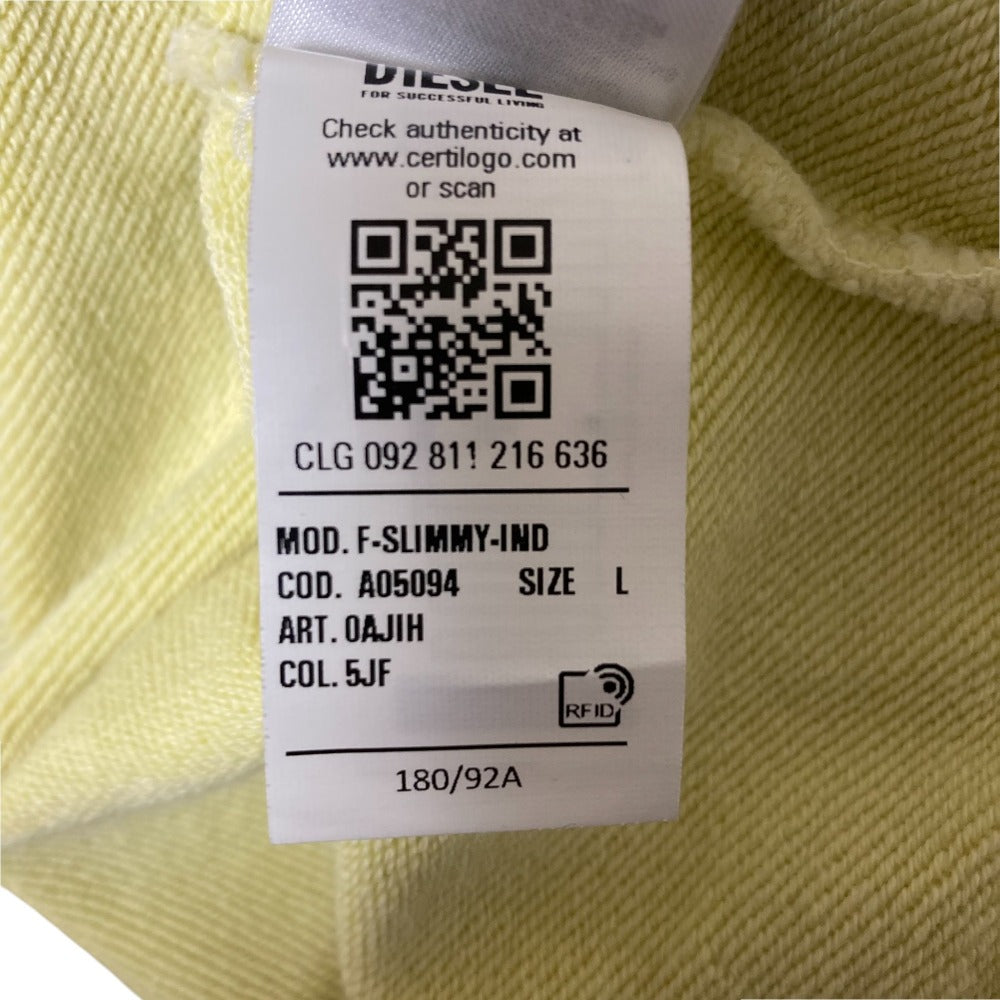 DIESEL
FOR SUCCESSFUL LIVING
Check authenticity at
www.certilogo.com
or scan
CLG 092 811 216 636
MOD. F-SLIMMY-IND
COD. A05094 SIZE L
ART. 0AJIH
COL. 5JF
RFID
180/92A